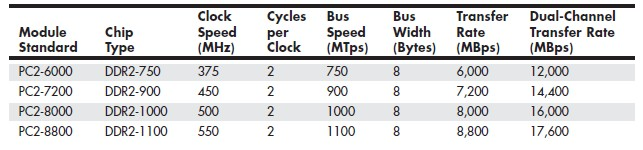 Module Standard Chip Type Clock Speed (MHz) Cycles per Clock Bus Speed (MTps) Bus Width (Bytes) Transfer Rate (MBps) Dual-Channel Transfer Rate (MBps)
PC2-6000 DDR2-750 375 2 750 8 6,000 12,000
PC2-7200 DDR2-900 450 2 900 8 7,200 14,400
PC2-8000 DDR2-1000 500 2 1000 8 8,000 16,000
PC2-8800 DDR2-1100 550 2 1100 8 8,800 17,600